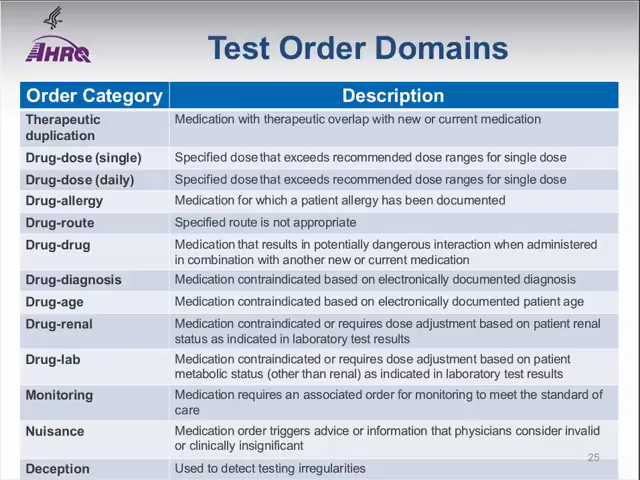 AHRQ
Test Order Domains
Order Category Description
Therapeutic duplication Medication with therapeutic overlap with new or current medication
Drug-dose (single) Specified dose that exceeds recommended dose ranges for single dose
Drug-dose (daily) Specified dose that exceeds recommended dose ranges for single dose
Drug-allergy Medication for which a patient allergy has been documented
Drug-route Specified route is not appropriate
Drug-drug Medication that results in potentially dangerous interaction when administered
in combination with another new or current medication
Drug-diagnosis Medication contraindicated based on electronically documented diagnosis
Drug-age Medication contraindicated based on electronically documented patient age
Drug-renal Medication contraindicated or requires dose adjustment based on patient renal
status as indicated in laboratory test results
Drug-lab Medication contraindicated or requires dose adjustment based on patient
metabolic status (other than renal) as indicated in laboratory test results
Monitoring Medication requires an associated order for monitoring to meet the standard of
care
Nuisance Medication order triggers advice or information that physicians consider invalid
or clinically insignificant
Deception Used to detect testing irregularities
25